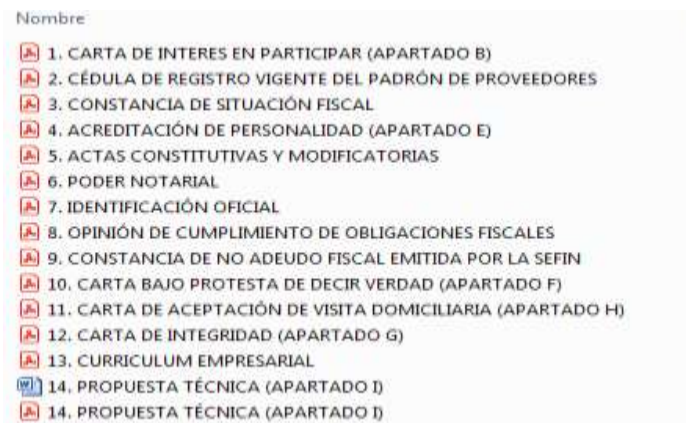 Nombre
1. CARTA DE INTERES EN PARTICIPAR (APARTADO B)
2. CÉDULA DE REGISTRO VIGENTE DEL PADRÓN DE PROVEEDORES
3. CONSTANCIA DE SITUACIÓN FISCAL
4. ACREDITACIÓN DE PERSONALIDAD (APARTADO E)
5. ACTAS CONSTITUTIVAS Y MODIFICATORIAS
6. PODER NOTARIAL
7. IDENTIFICACIÓN OFICIAL
8. OPINIÓN DE CUMPLIMIENTO DE OBLIGACIONES FISCALES
9. CONSTANCIA DE NO ADEUDO FISCAL EMITIDA POR LA SEFIN
10. CARTA BAJO PROTESTA DE DECIR VERDAD (APARTADO F)
11. CARTA DE ACEPTACIÓN DE VISITA DOMICILIARIA (APARTADO H)
12. CARTA DE INTEGRIDAD (APARTADO G)
13. CURRICULUM EMPRESARIAL
14. PROPUESTA TÉCNICA (APARTADO I)
14. PROPUESTA TÉCNICA (APARTADO I)